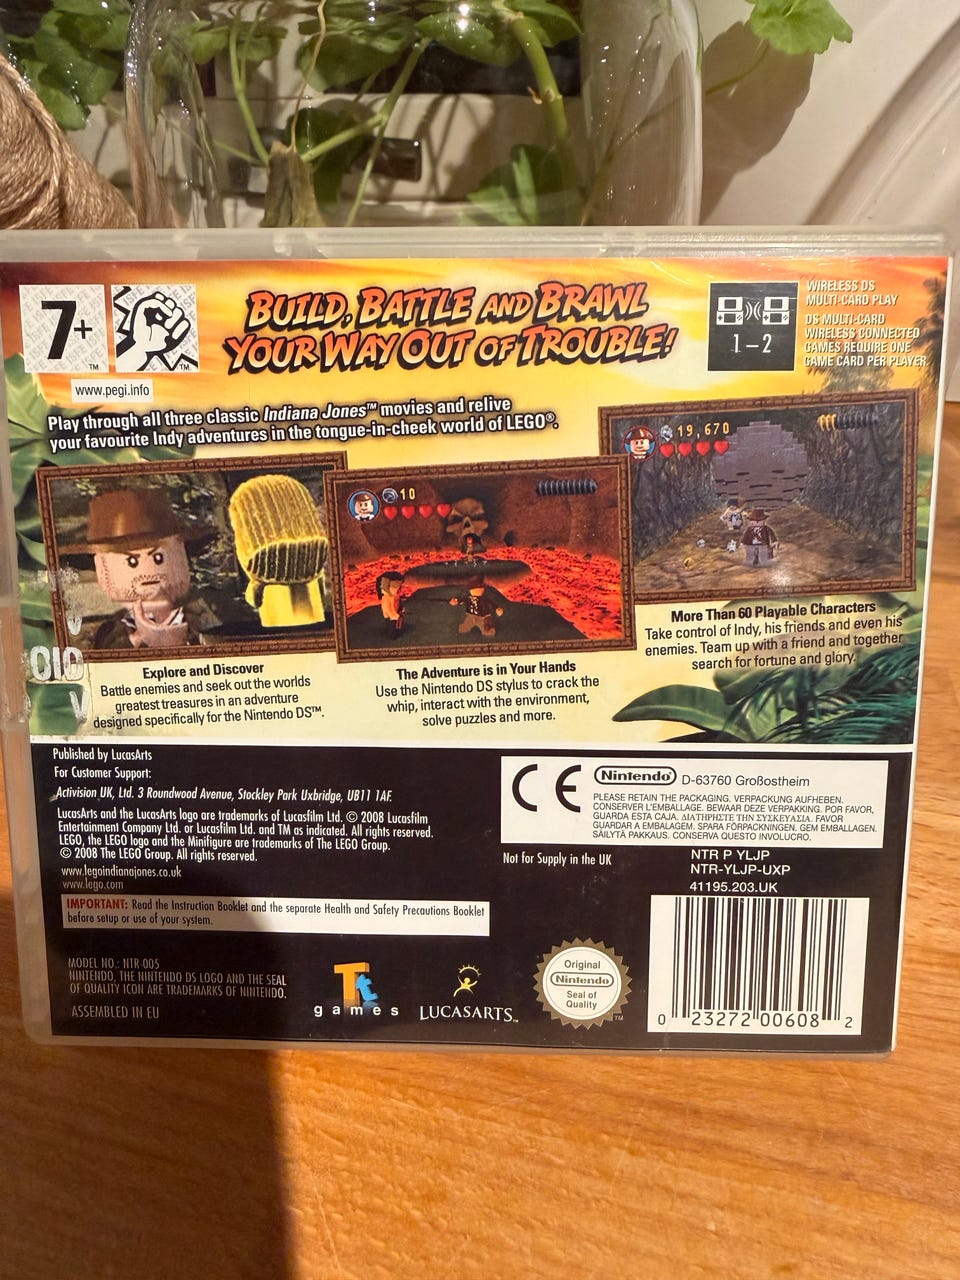 7+
TM
TM
www.pegi.info
BUILD, BATTLE AND BRAWL
YOUR WAY OUT OF TROUBLE!
1-2
WIRELESS DS
MULTI-CARD PLAY
DS MULTI-CARD
WIRELESS CONNECTED
GAMES REQUIRE ONE
GAME CARD PER PLAYER.
Play through all three classic Indiana Jones™ movies and relive
your favourite Indy adventures in the tongue-in-cheek world of LEGO®.
10
19,670
Explore and Discover
Battle enemies and seek out the worlds
greatest treasures in an adventure
designed specifically for the Nintendo DS™.
The Adventure is in Your Hands
Use the Nintendo DS stylus to crack the
whip, interact with the environment,
solve puzzles and more.
More Than 60 Playable Characters
Take control of Indy, his friends and even his
enemies. Team up with a friend and together
search for fortune and glory.
Published by LucasArts
For Customer Support:
Activision UK, Ltd. 3 Roundwood Avenue, Stockley Park Uxbridge, UB11 1AF.
LucasArts and the LucasArts logo are trademarks of Lucasfilm Ltd. © 2008 Lucasfilm
Entertainment Company Ltd. or Lucasfilm Ltd. and TM as indicated. All rights reserved.
LEGO, the LEGO logo and the Minifigure are trademarks of The LEGO Group.
© 2008 The LEGO Group. All rights reserved.
www.legoindianajones.co.uk
www.lego.com
IMPORTANT: Read the Instruction Booklet and the separate Health and Safety Precautions Booklet
before setup or use of your system.
CE
Nintendo® D-63760 Großostheim
PLEASE RETAIN THE PACKAGING. VERPACKUNG AUFHEBEN.
CONSERVER L'EMBALLAGE. BEWAAR DEZE VERPAKKING. POR FAVOR,
GUARDA ESTA CAJA. ΔΙΑΤΗΡΗΣΤΕ ΤΗΝ ΣΥΣΚΕΥΑΣΙΑ. FAVOR
GUARDAR A EMBALAGEM. SPARA FÖRPACKNINGEN. GEM EMBALLAGEN.
SÄILYTÄ PAKKAUS. CONSERVA QUESTO INVOLUCRO.
Not for Supply in the UK
NTR P YLJP
NTR-YLJP-UXP
41195.203.UK
MODEL NO.: NTR-005
NINTENDO, THE NINTENDO DS LOGO AND THE SEAL
OF QUALITY ICON ARE TRADEMARKS OF NINTENDO.
ASSEMBLED IN EU
Tt
games
LUCASARTS™
Original
Nintendo®
Seal of
Quality
TM
0 23272 00608 2